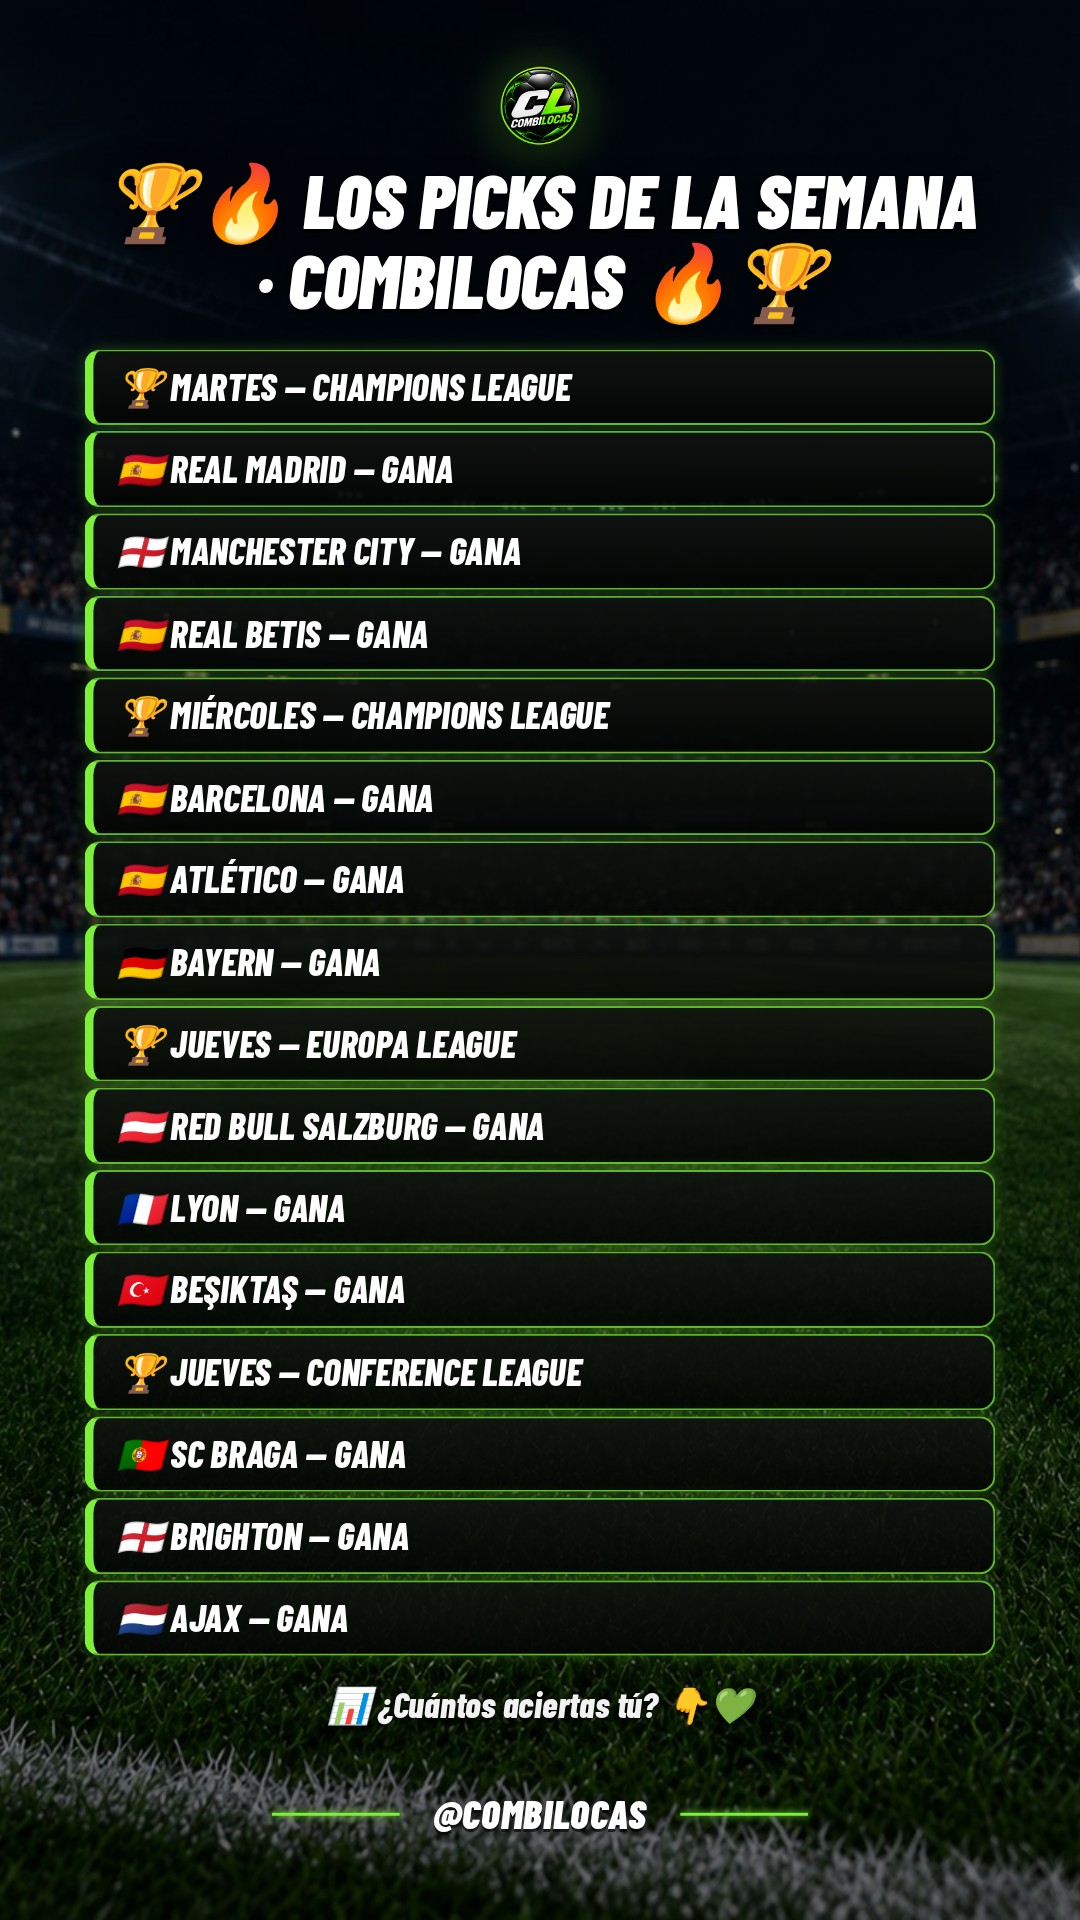 CL
COMBILOCAS
🏆🔥 LOS PICKS DE LA SEMANA
· COMBILOCAS 🔥🏆
🏆 MARTES – CHAMPIONS LEAGUE
🇪🇸 REAL MADRID – GANA
🏴󠁧󠁢󠁥󠁮󠁧󠁿 MANCHESTER CITY – GANA
🇪🇸 REAL BETIS – GANA
🏆 MIÉRCOLES – CHAMPIONS LEAGUE
🇪🇸 BARCELONA – GANA
🇪🇸 ATLÉTICO – GANA
🇩🇪 BAYERN – GANA
🏆 JUEVES – EUROPA LEAGUE
🇦🇹 RED BULL SALZBURG – GANA
🇫🇷 LYON – GANA
🇹🇷 BEŞIKTAŞ – GANA
🏆 JUEVES – CONFERENCE LEAGUE
🇵🇹 SC BRAGA – GANA
🏴󠁧󠁢󠁥󠁮󠁧󠁿 BRIGHTON – GANA
🇳🇱 AJAX – GANA
📊 ¿Cuántos aciertas tú? 👇💚
@COMBILOCAS